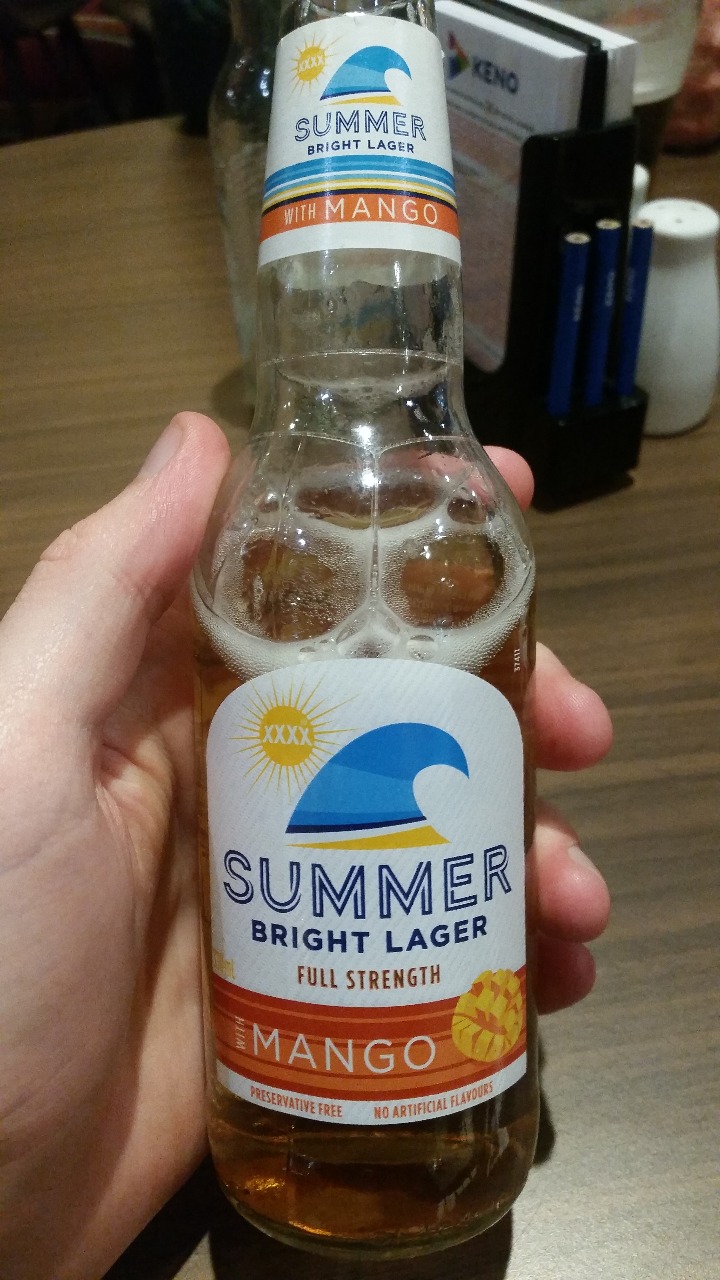 XXXX
SUMMER
BRIGHT LAGER
WITH MANGO
KENO
37411
XXXX
SUMMER
BRIGHT LAGER
FULL STRENGTH
WITH MANGO
PRESERVATIVE FREE NO ARTIFICIAL FLAVOURS